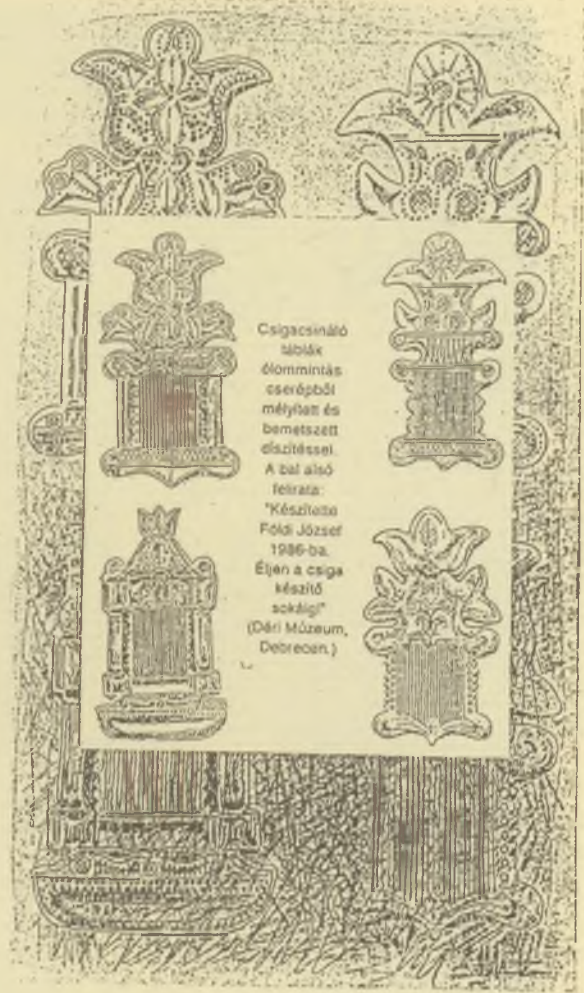 Csigacsináló
táblák
ólommintás
cserépből
mélyített és
bemetszett
díszítéssel.
A bal alsó
felirata:
"Készítette
Földi József
1986-ba.
Éljen a csiga
készítő
sokáig!"
(Déri Múzeum,
Debrecen.)